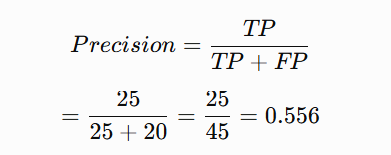 Precision = TP / (TP + FP)
= 25 / (25 + 20) = 25 / 45 = 0.556